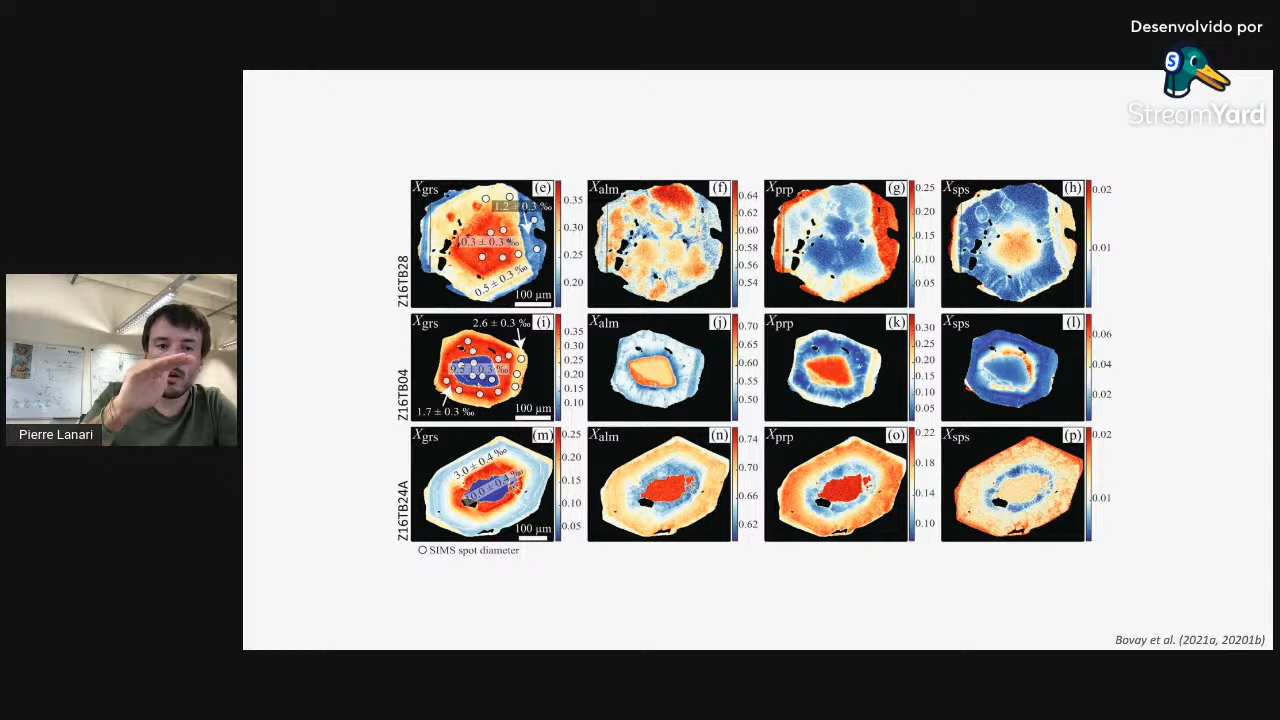 Desenvolvido por
S
StreamYard
Xgrs (e) 0.35 0.30 0.25 0.20
1.2 ± 0.3 ‰
0.3 ± 0.3 ‰
0.5 ± 0.3 ‰
100 µm
Xalm (f) 0.64 0.62 0.60 0.58 0.56 0.54
Xprp (g) 0.25 0.20 0.15 0.10 0.05
Xsps (h) 0.02 0.01
Z16TB28
Xgrs (i) 0.35 0.30 0.25 0.20 0.15 0.10
2.6 ± 0.3 ‰
± 0.3 ‰
1.7 ± 0.3 ‰
100 µm
Xalm (j) 0.70 0.65 0.60 0.55 0.50
Xprp (k) 0.30 0.25 0.20 0.15 0.10 0.05
Xsps (l) 0.06 0.04 0.02
Z16TB04
Xgrs (m) 0.25 0.20 0.15 0.10 0.05
3.0 ± 0.4 ‰
± 0.4 ‰
100 µm
Xalm (n) 0.74 0.70 0.66 0.62
Xprp (o) 0.22 0.18 0.14 0.10
Xsps (p) 0.02 0.01
Z16TB24A
SIMS spot diameter
Pierre Lanari
Bovay et al. (2021a, 20201b)